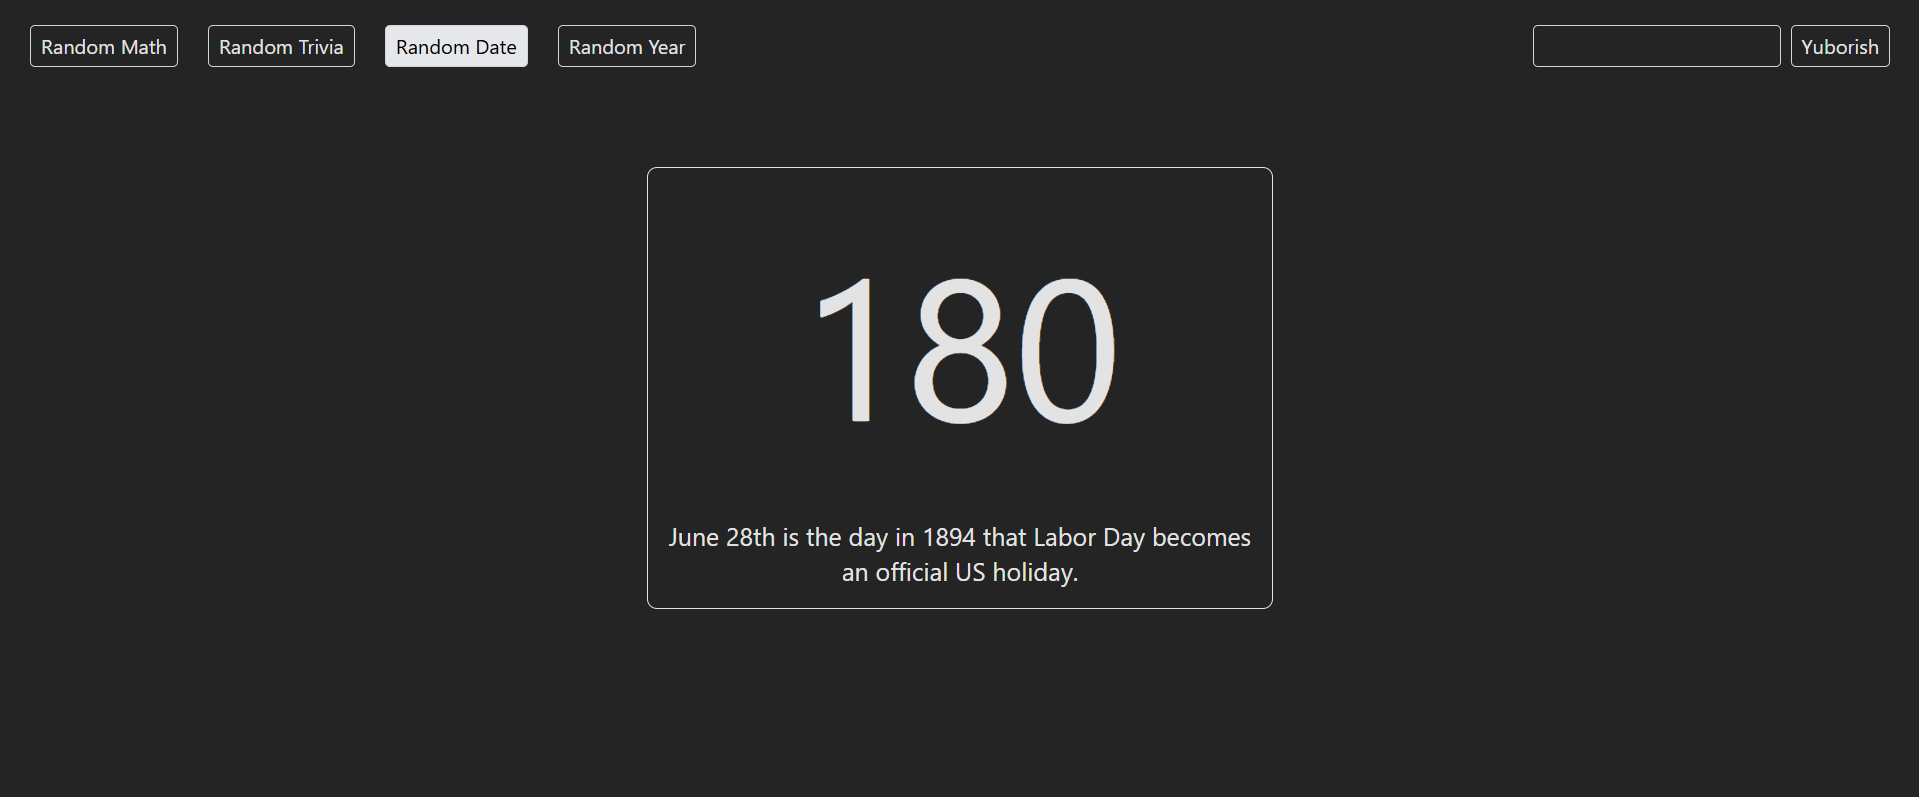 Random Math
Random Trivia
Random Date
Random Year
Yuborish
180
June 28th is the day in 1894 that Labor Day becomes
an official US holiday.